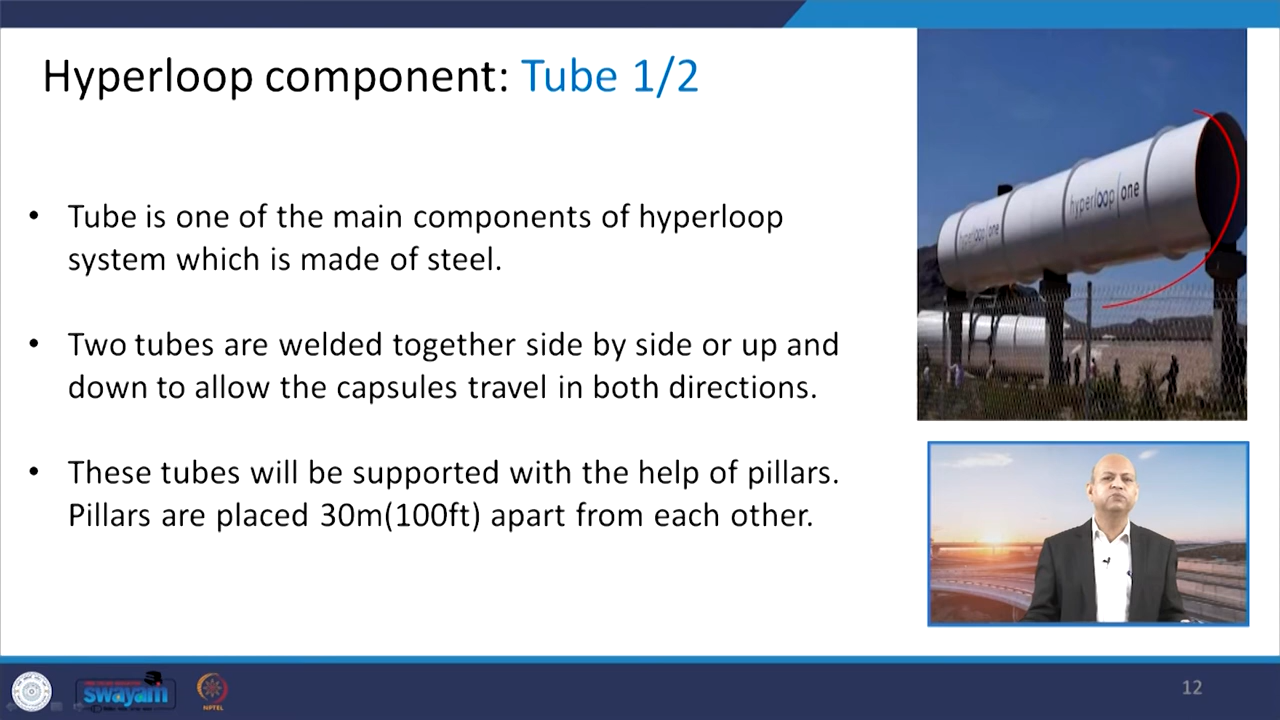 Hyperloop component: Tube 1/2
• Tube is one of the main components of hyperloop
system which is made of steel.
• Two tubes are welded together side by side or up and
down to allow the capsules travel in both directions.
• These tubes will be supported with the help of pillars.
Pillars are placed 30m(100ft) apart from each other.
hyperloop one
hyperloop one
swayam
NPTEL
12